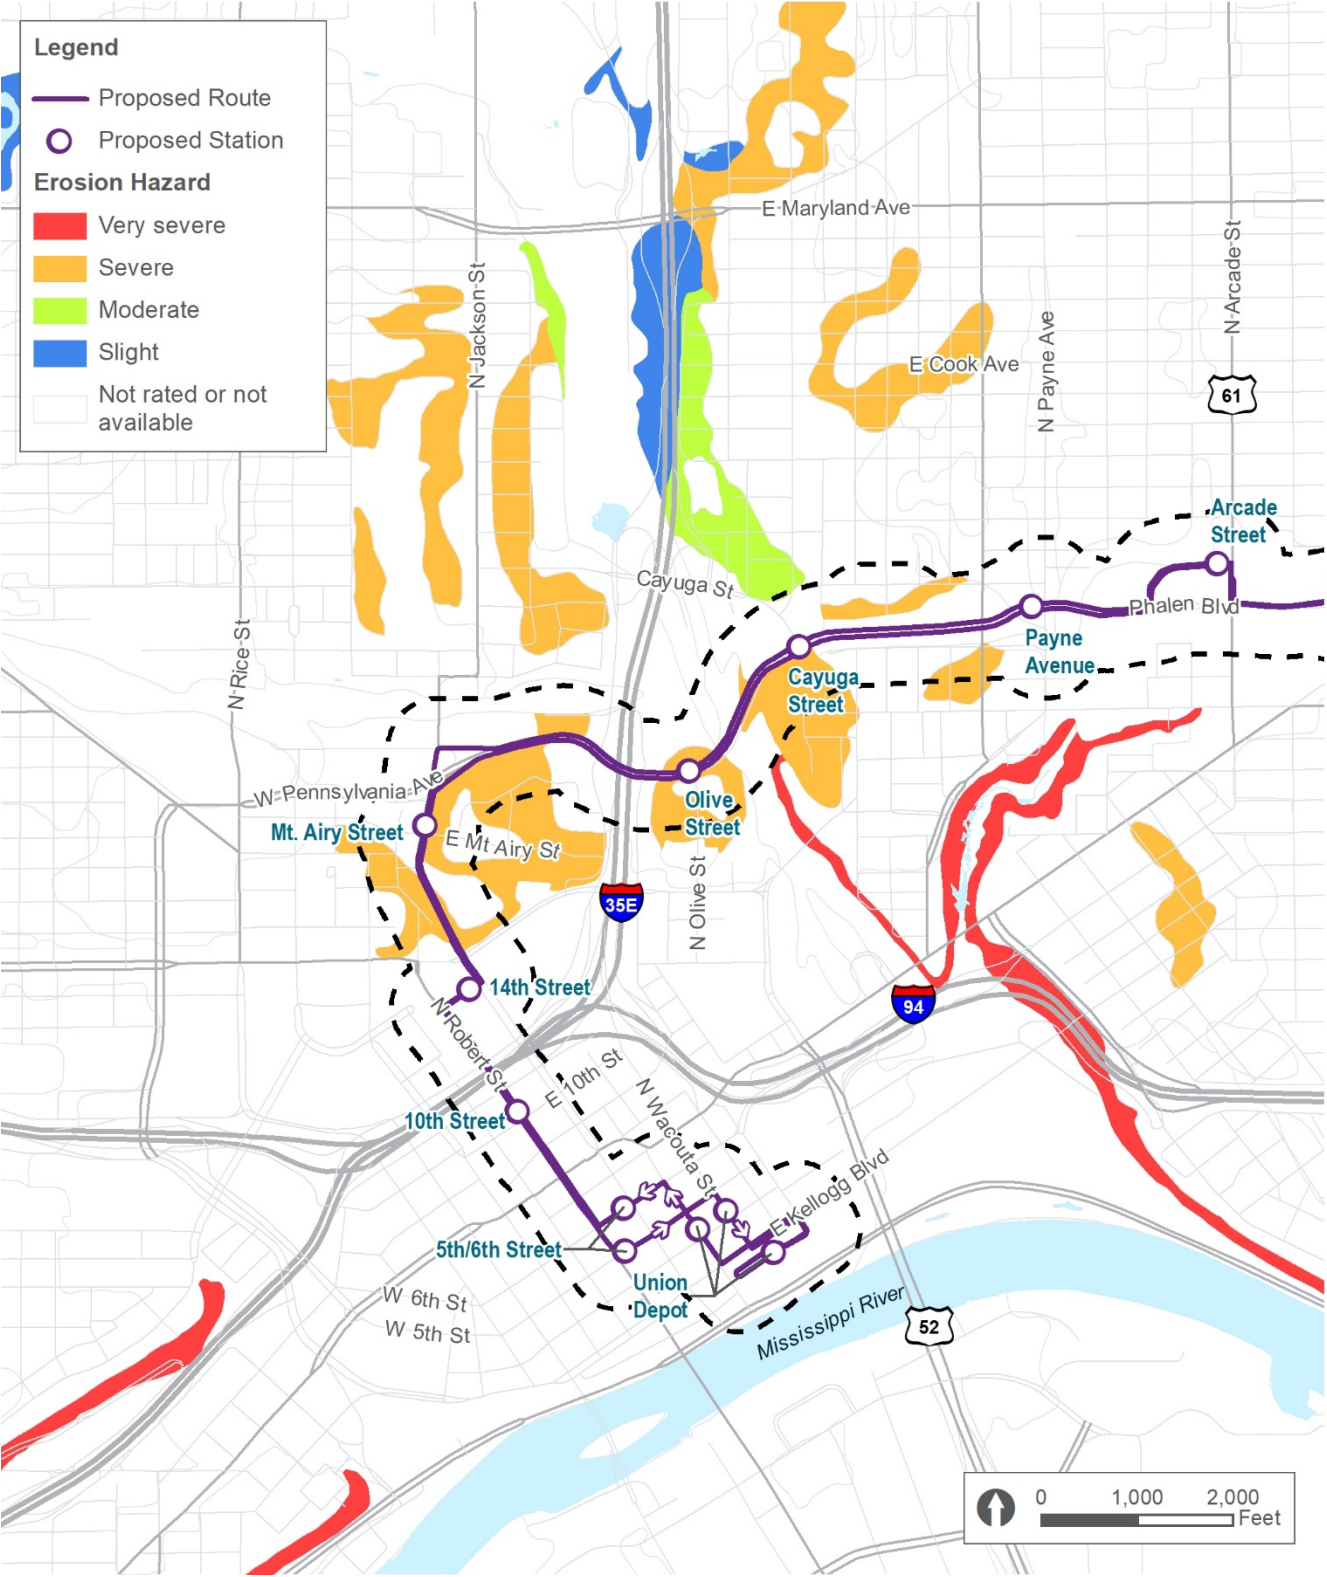 Legend
Proposed Route
Proposed Station
Erosion Hazard
Very severe
Severe
Moderate
Slight
Not rated or not
available
E Maryland Ave
N Jackson St
N Arcade St
N Payne Ave
E Cook Ave
61
Arcade
Street
Cayuga St
Phalen Blvd
N Rice St
Payne
Avenue
Cayuga
Street
W Pennsylvania Ave
Olive
Street
Mt. Airy Street
E Mt Airy St
35E
N Olive St
14th Street
94
N Robert St
E 10th St
N Wacouta St
10th Street
E Kellogg Blvd
5th/6th Street
Union
Depot
W 6th St
W 5th St
Mississippi River
52
0 1,000 2,000
Feet